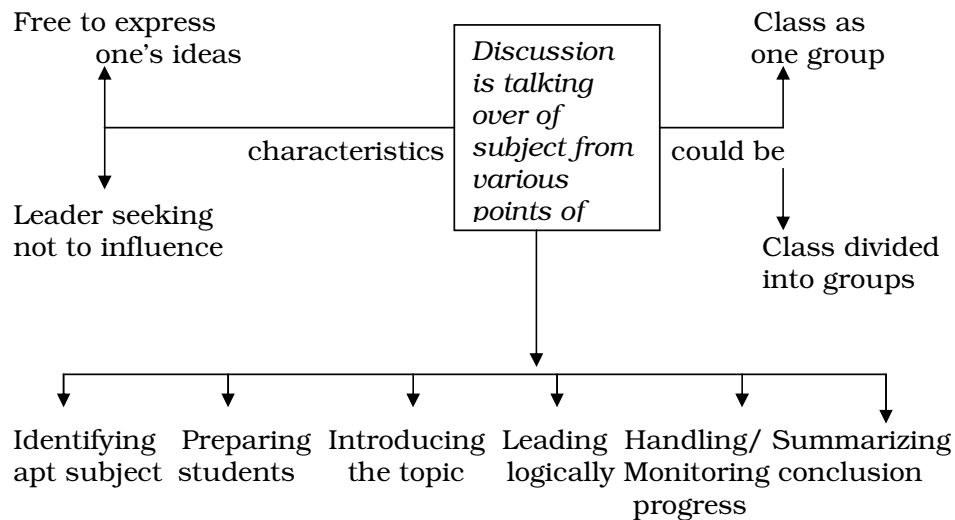 Free to express
one's ideas
characteristics
Leader seeking
not to influence
Discussion
is talking
over of
subject from
various
points of
Class as
one group
could be
Class divided
into groups
Identifying
apt subject
Preparing
students
Introducing
the topic
Leading
logically
Handling/
Monitoring
progress
Summarizing
conclusion